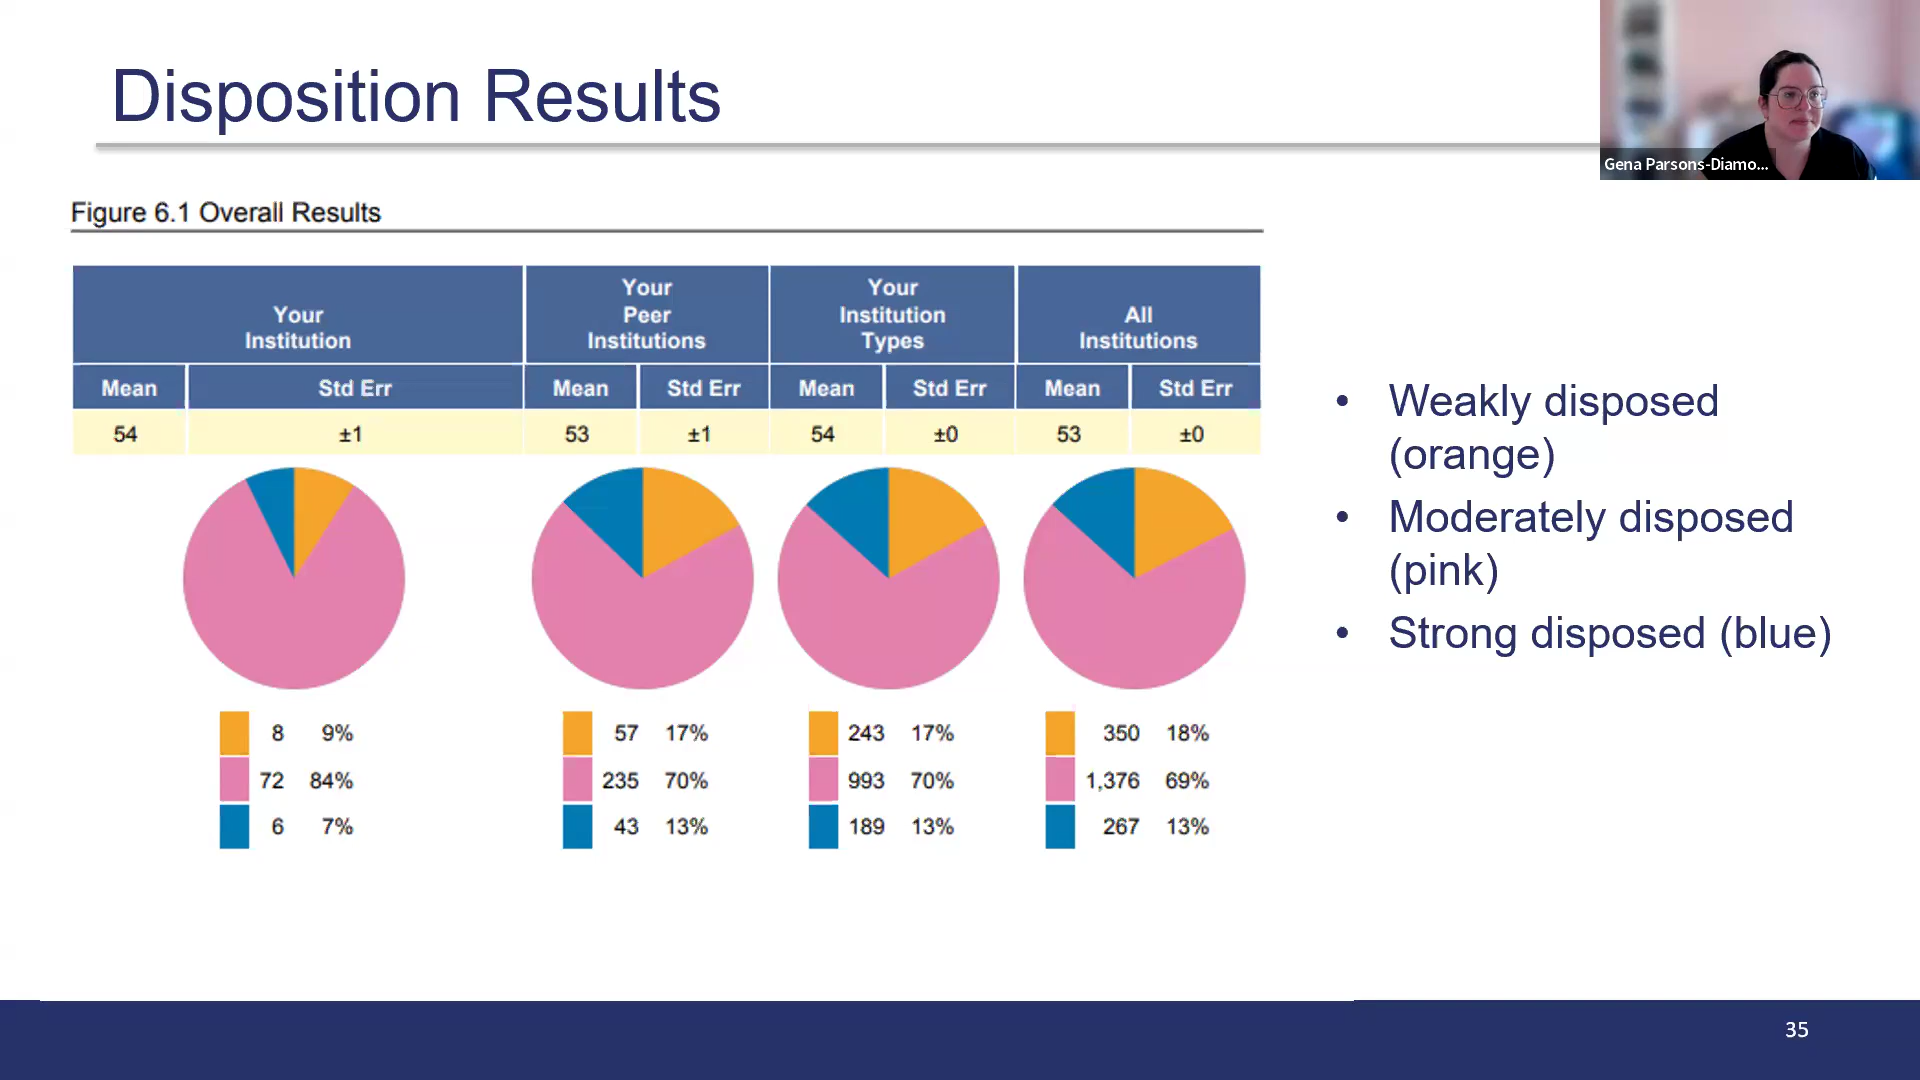 Disposition Results
Gena Parsons-Diamo...
Figure 6.1 Overall Results
Your
Institution
Your
Peer
Institutions
Your
Institution
Types
All
Institutions
Mean Std Err Mean Std Err Mean Std Err Mean Std Err
54 ±1 53 ±1 54 ±0 53 ±0
8 9% 57 17% 243 17% 350 18%
72 84% 235 70% 993 70% 1,376 69%
6 7% 43 13% 189 13% 267 13%
• Weakly disposed
(orange)
• Moderately disposed
(pink)
• Strong disposed (blue)
35